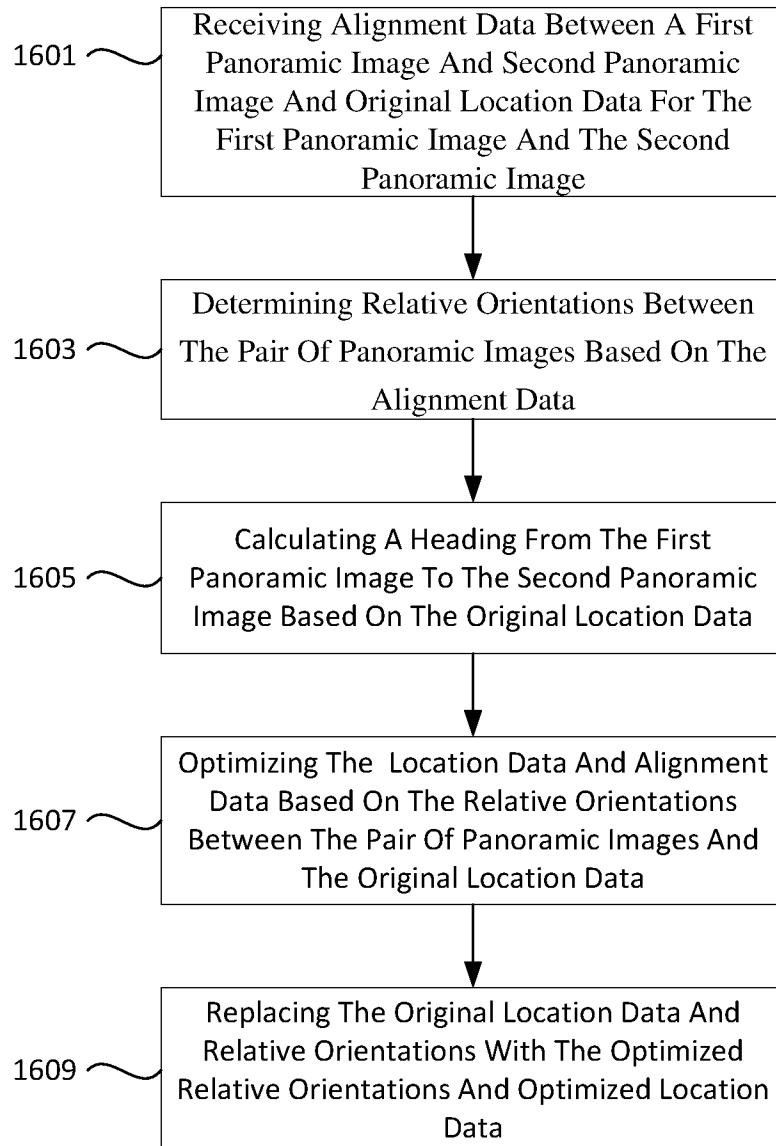 1601
Receiving Alignment Data Between A First
Panoramic Image And Second Panoramic
Image And Original Location Data For The
First Panoramic Image And The Second
Panoramic Image
1603
Determining Relative Orientations Between
The Pair Of Panoramic Images Based On The
Alignment Data
1605
Calculating A Heading From The First
Panoramic Image To The Second Panoramic
Image Based On The Original Location Data
1607
Optimizing The Location Data And Alignment
Data Based On The Relative Orientations
Between The Pair Of Panoramic Images And
The Original Location Data
1609
Replacing The Original Location Data And
Relative Orientations With The Optimized
Relative Orientations And Optimized Location
Data